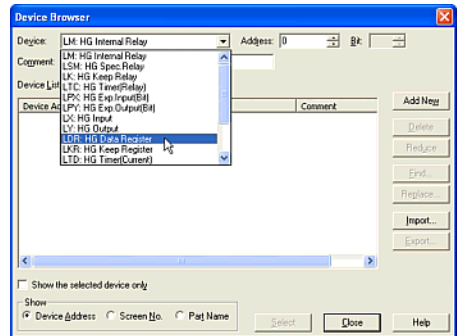 Device Browser
Device: LM: HG Internal Relay Address: 0 Bit:
Comment:
LM: HG Internal Relay
LSM: HG Spec.Relay
LK: HG Keep Relay
LTC: HG Timer(Relay)
LPX: HG Exp.Input(Bit)
LPY: HG Exp.Output(Bit)
LX: HG Input
LY: HG Output
LDR: HG Data Register
LKR: HG Keep Register
LTD: HG Timer(Current)
Device List
Device Ad Comment
Add New
Delete
Reduce
Find...
Replace...
Import...
Export...
Show the selected device only
Show
Device Address Screen No. Part Name
Select Close Help